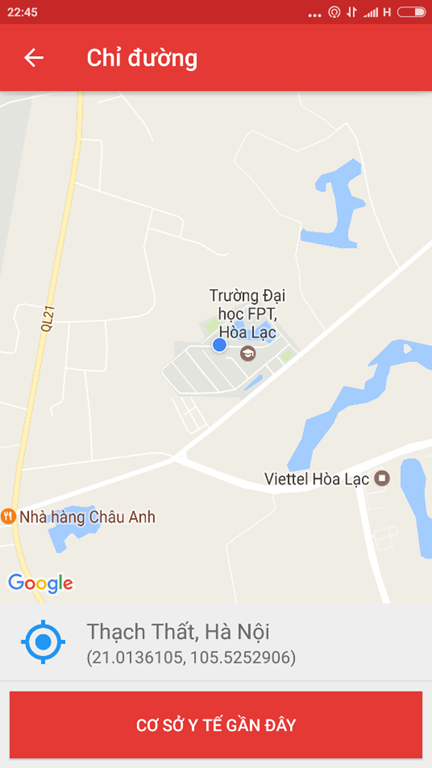 22:45
... H
Chỉ đường
QL21
Trường Đại
học FPT,
Hòa Lạc
Viettel Hòa Lạc
Nhà hàng Châu Anh
Google
Thạch Thất, Hà Nội
(21.0136105, 105.5252906)
CƠ SỞ Y TẾ GẦN ĐÂY